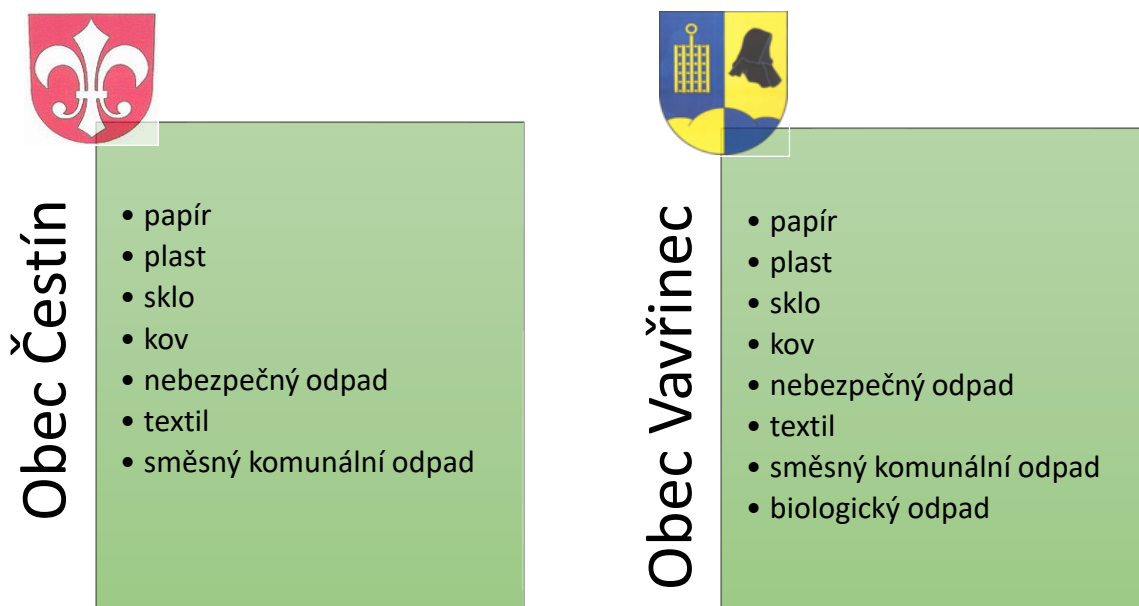 Obec Čestín
• papír
• plast
• sklo
• kov
• nebezpečný odpad
• textil
• směsný komunální odpad
Obec Vavřinec
• papír
• plast
• sklo
• kov
• nebezpečný odpad
• textil
• směsný komunální odpad
• biologický odpad